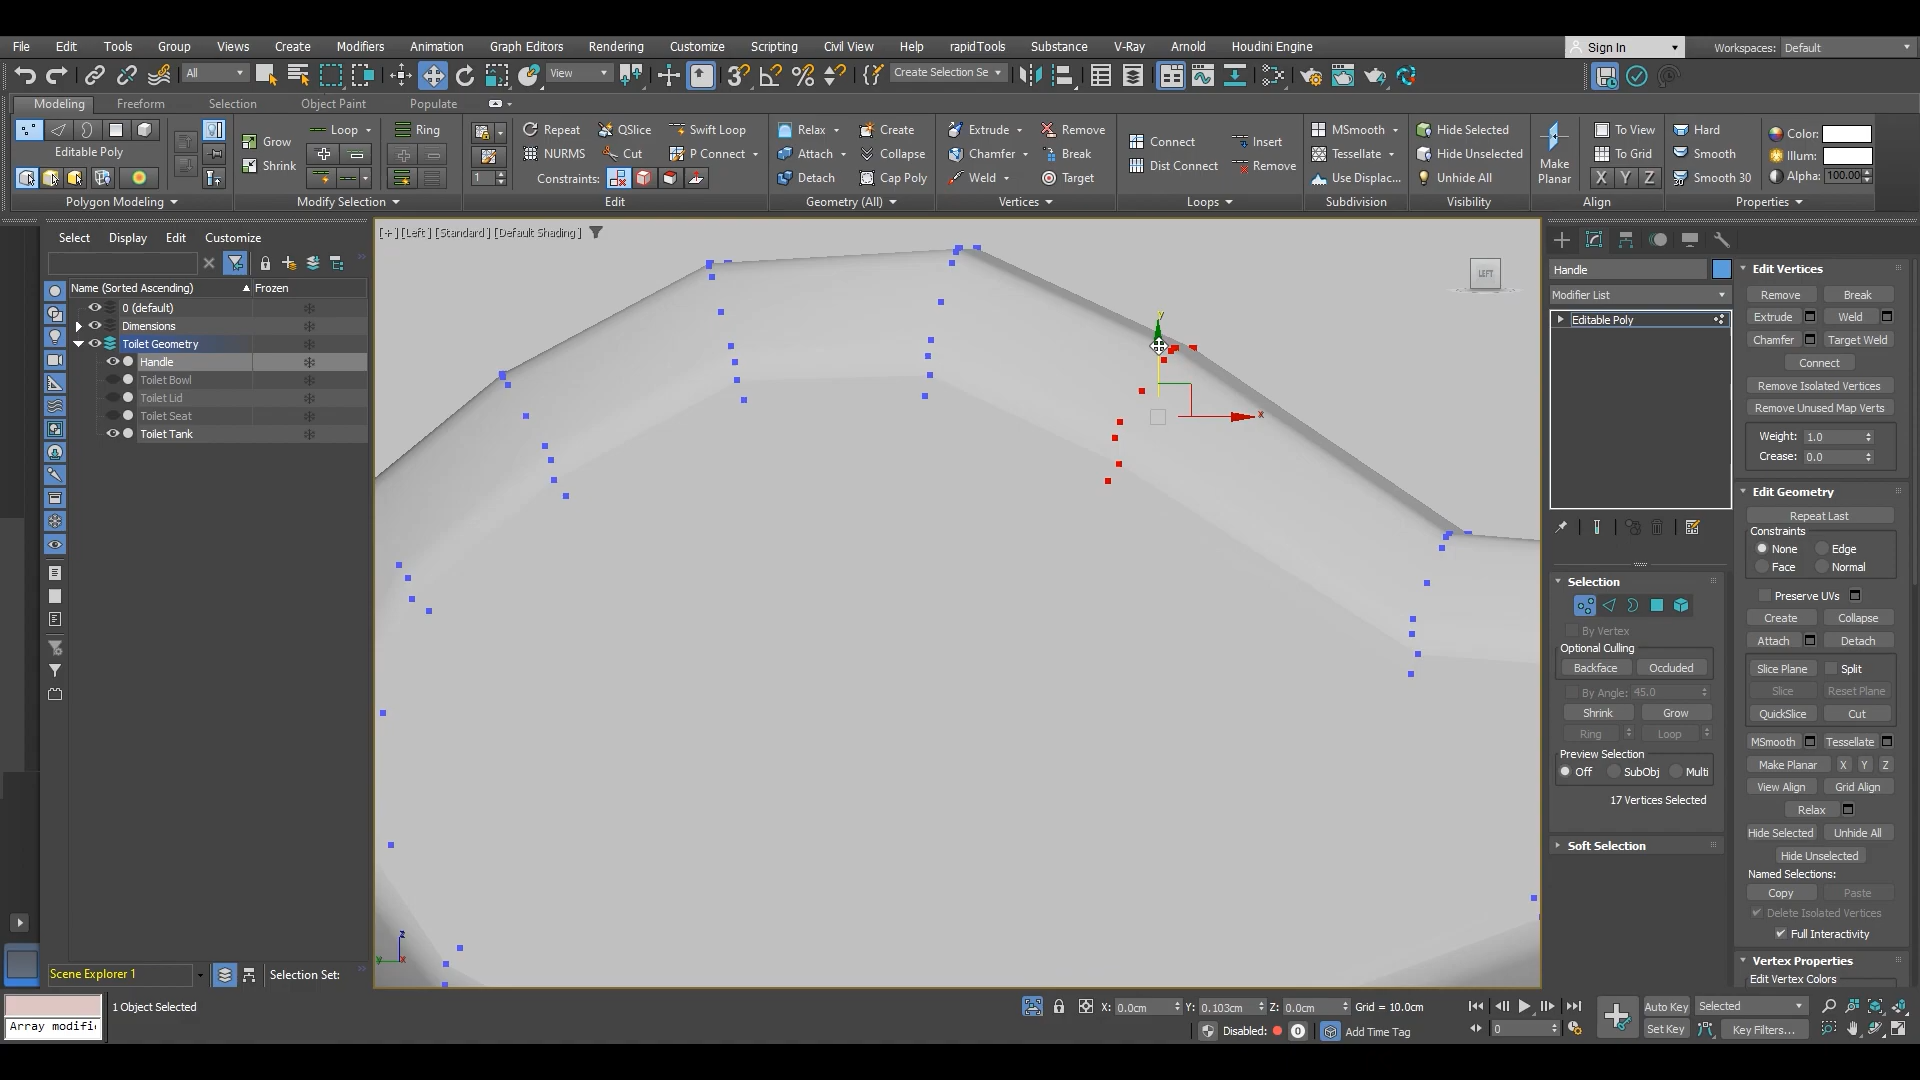 File Edit Tools Group Views Create Modifiers Animation Graph Editors Rendering Customize Scripting Civil View Help rapidTools Substance V-Ray Arnold Houdini Engine Sign In Workspaces: Default
All View Create Selection Se
Modeling Freeform Selection Object Paint Populate
Editable Poly
Polygon Modeling
Grow
Shrink
Loop
Modify Selection
Ring
1
Repeat QSlice Swift Loop
NURMS Cut P Connect
Constraints:
Edit
Relax Create
Attach Collapse
Detach Cap Poly
Geometry (All)
Extrude Remove
Chamfer Break
Weld Target
Vertices
Connect Insert
Dist Connect Remove
Loops
MSmooth
Tessellate
Use Displac...
Subdivision
Hide Selected
Hide Unselected
Unhide All
Visibility
Make
Planar
To View
To Grid
X Y Z
Align
Hard
Smooth
Smooth 30
Color:
Illum:
Alpha: 100.00
Properties
Select Display Edit Customize
Name (Sorted Ascending) Frozen
0 (default)
Dimensions
Toilet Geometry
Handle
Toilet Bowl
Toilet Lid
Toilet Seat
Toilet Tank
Scene Explorer 1 Selection Set:
[+] [Left] [Standard] [Default Shading]
LEFT
y
x
z
y x
Handle
Modifier List
Editable Poly
Selection
By Vertex
Optional Culling
Backface Occluded
By Angle: 45.0
Shrink Grow
Ring Loop
Preview Selection
Off SubObj Multi
17 Vertices Selected
Soft Selection
Edit Vertices
Remove Break
Extrude Weld
Chamfer Target Weld
Connect
Remove Isolated Vertices
Remove Unused Map Verts
Weight: 1.0
Crease: 0.0
Edit Geometry
Repeat Last
Constraints
None Edge
Face Normal
Preserve UVs
Create Collapse
Attach Detach
Slice Plane Split
Slice Reset Plane
QuickSlice Cut
MSmooth Tessellate
Make Planar X Y Z
View Align Grid Align
Relax
Hide Selected Unhide All
Hide Unselected
Named Selections:
Copy Paste
Delete Isolated Vertices
Full Interactivity
Vertex Properties
Edit Vertex Colors
Array modifi
1 Object Selected
X: 0.0cm Y: 0.103cm Z: 0.0cm Grid = 10.0cm
Disabled: 0 Add Time Tag
0
Auto Key Selected
Set Key Key Filters...